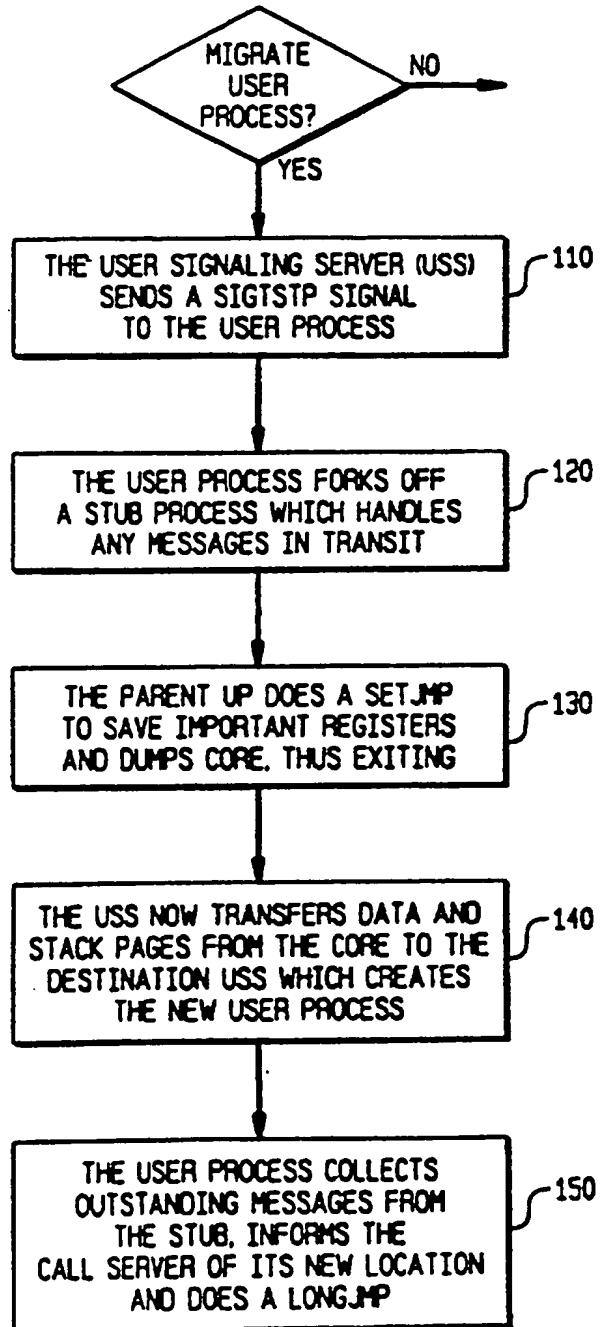 MIGRATE
USER
PROCESS?
NO
YES
THE USER SIGNALING SERVER (USS)
SENDS A SIGTSTP SIGNAL
TO THE USER PROCESS
110
THE USER PROCESS FORKS OFF
A STUB PROCESS WHICH HANDLES
ANY MESSAGES IN TRANSIT
120
THE PARENT UP DOES A SETJMP
TO SAVE IMPORTANT REGISTERS
AND DUMPS CORE, THUS EXITING
130
THE USS NOW TRANSFERS DATA AND
STACK PAGES FROM THE CORE TO THE
DESTINATION USS WHICH CREATES
THE NEW USER PROCESS
140
THE USER PROCESS COLLECTS
OUTSTANDING MESSAGES FROM
THE STUB, INFORMS THE
CALL SERVER OF ITS NEW LOCATION
AND DOES A LONGJMP
150